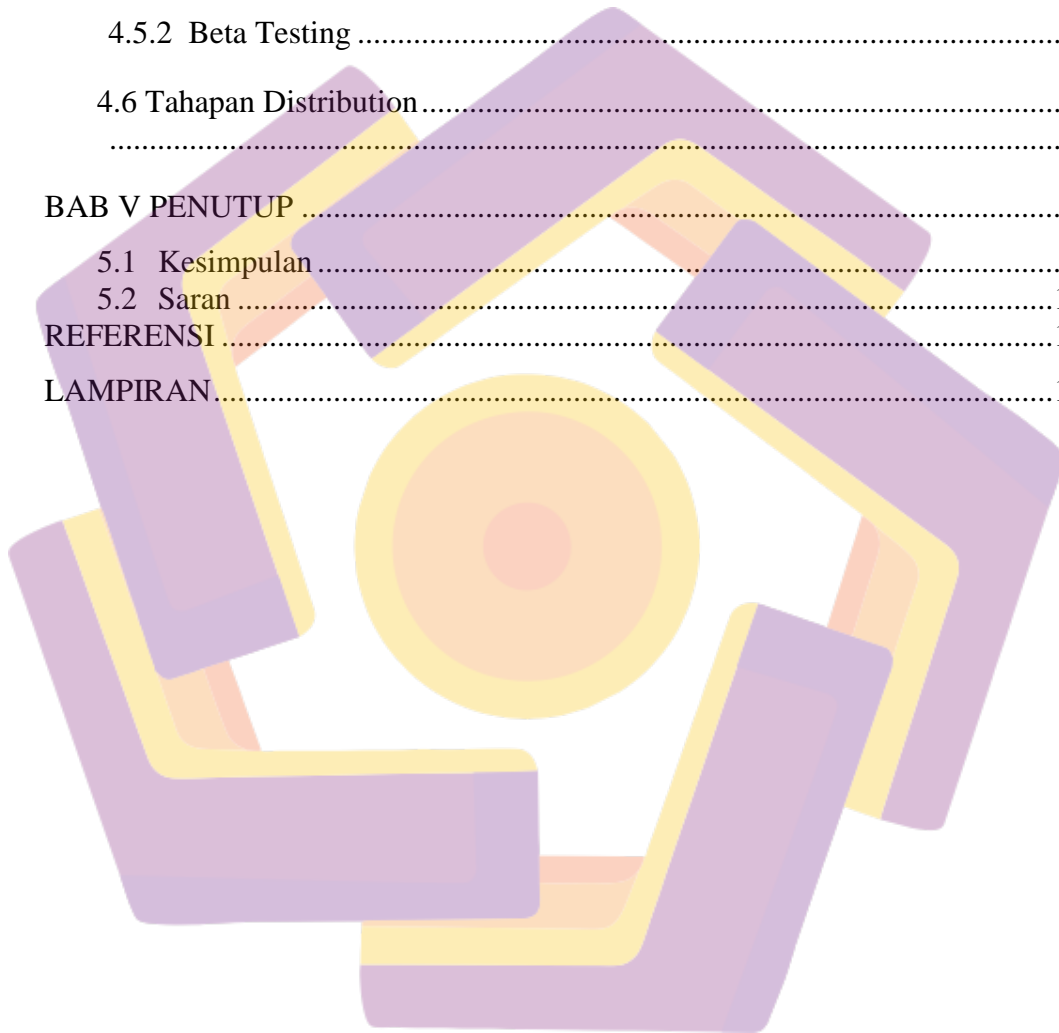 4.5.2 Beta Testing ................................................................................................
4.6 Tahapan Distribution ................................................................................
................................................................................................................
BAB V PENUTUP ................................................................................................
5.1 Kesimpulan ................................................................................................
5.2 Saran ................................................................................................
REFERENSI ................................................................................................
LAMPIRAN ................................................................................................